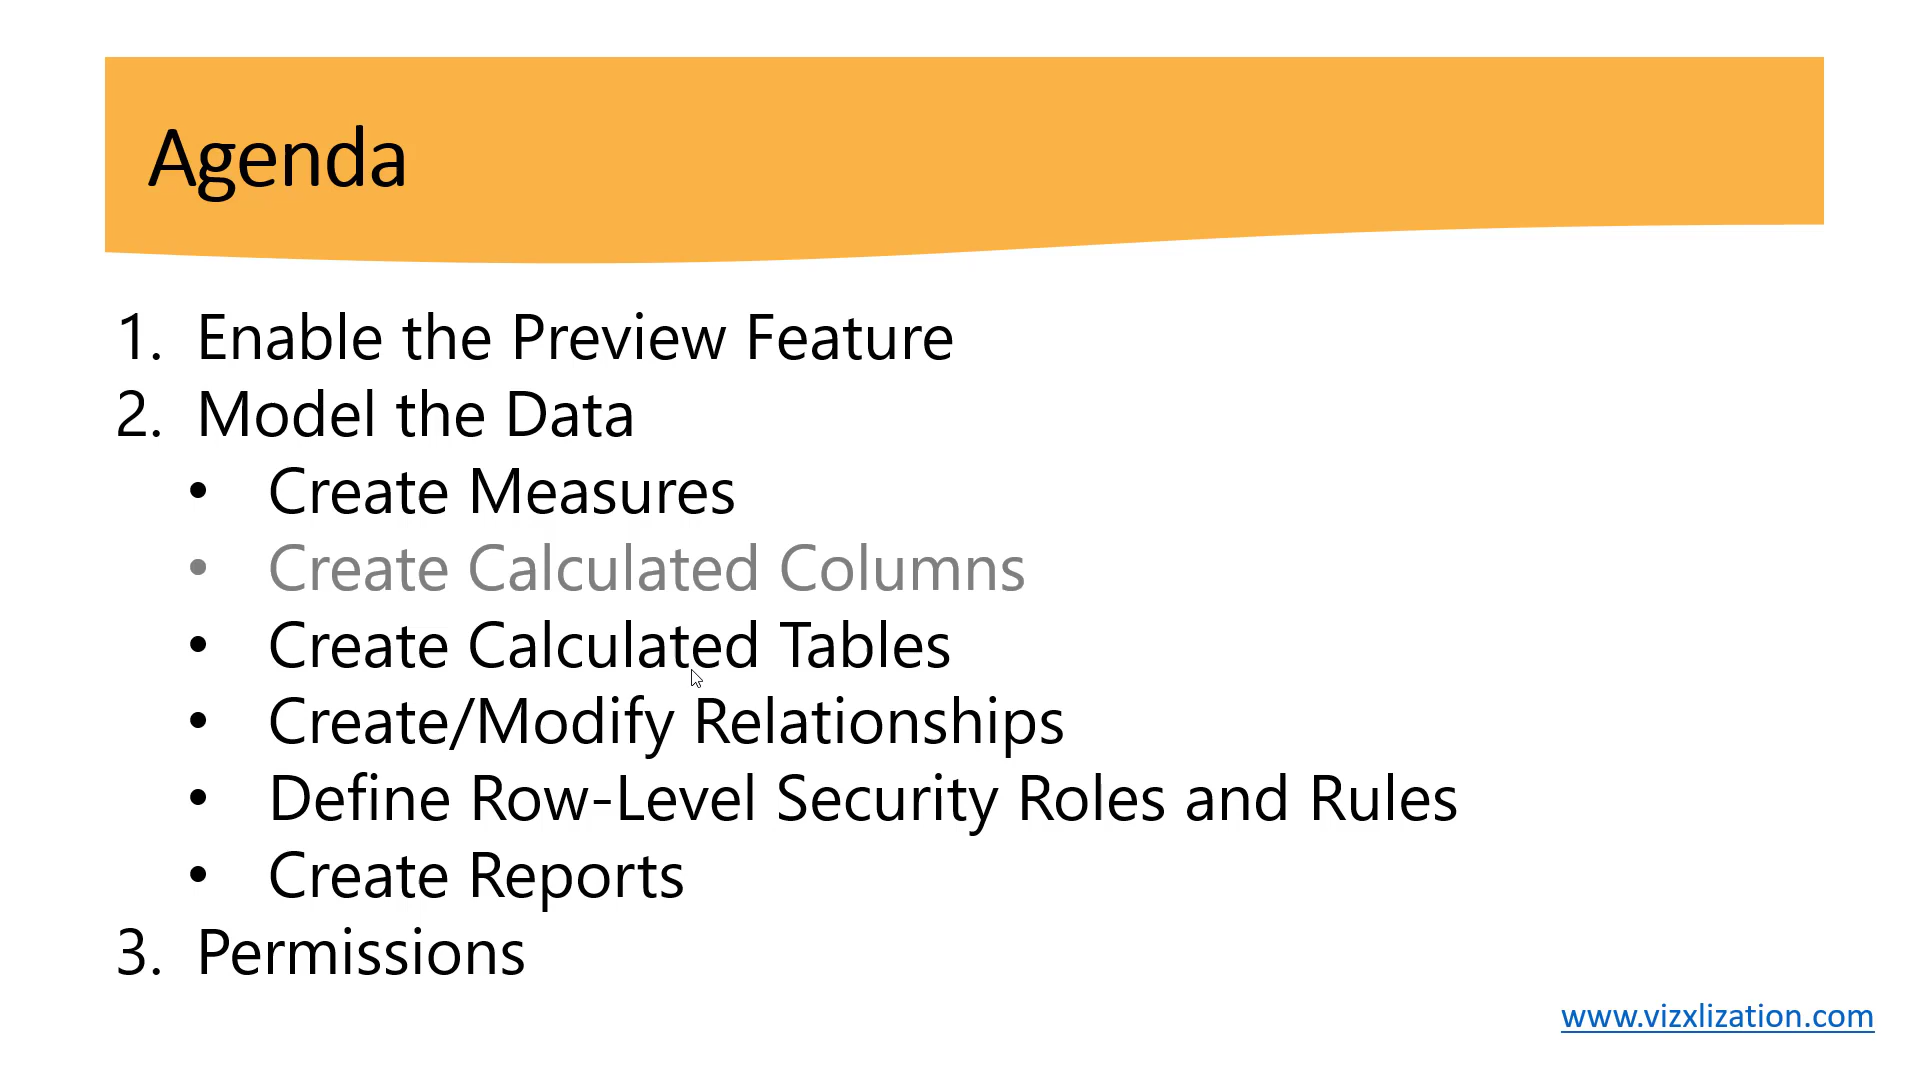 Agenda
1. Enable the Preview Feature
2. Model the Data
• Create Measures
• Create Calculated Columns
• Create Calculated Tables
• Create/Modify Relationships
• Define Row-Level Security Roles and Rules
• Create Reports
3. Permissions
www.vizxlization.com